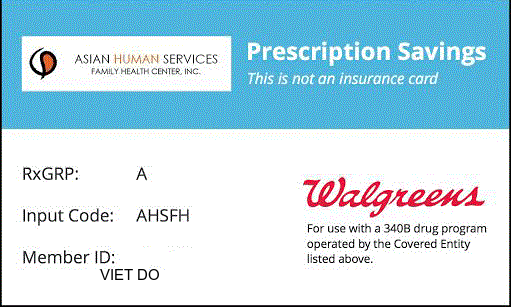 ASIAN HUMAN SERVICES
FAMILY HEALTH CENTER, INC.
Prescription Savings
This is not an insurance card
RxGRP: A
Input Code: AHSFH
Member ID:
VIET DO
Walgreens
For use with a 340B drug program
operated by the Covered Entity
listed above.